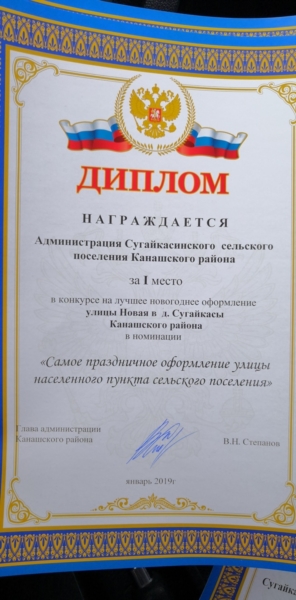 ДИПЛОМ
НАГРАЖДАЕТСЯ
Администрация Сугайкасинского сельского
поселения Канашского района
за I место
в конкурсе на лучшее новогоднее оформление
улицы Новая в д. Сугайкасы
Канашского района
в номинации
«Самое праздничное оформление улицы
населенного пункта сельского поселения»
Глава администрации
Канашского района
В.Н. Степанов
январь 2019г